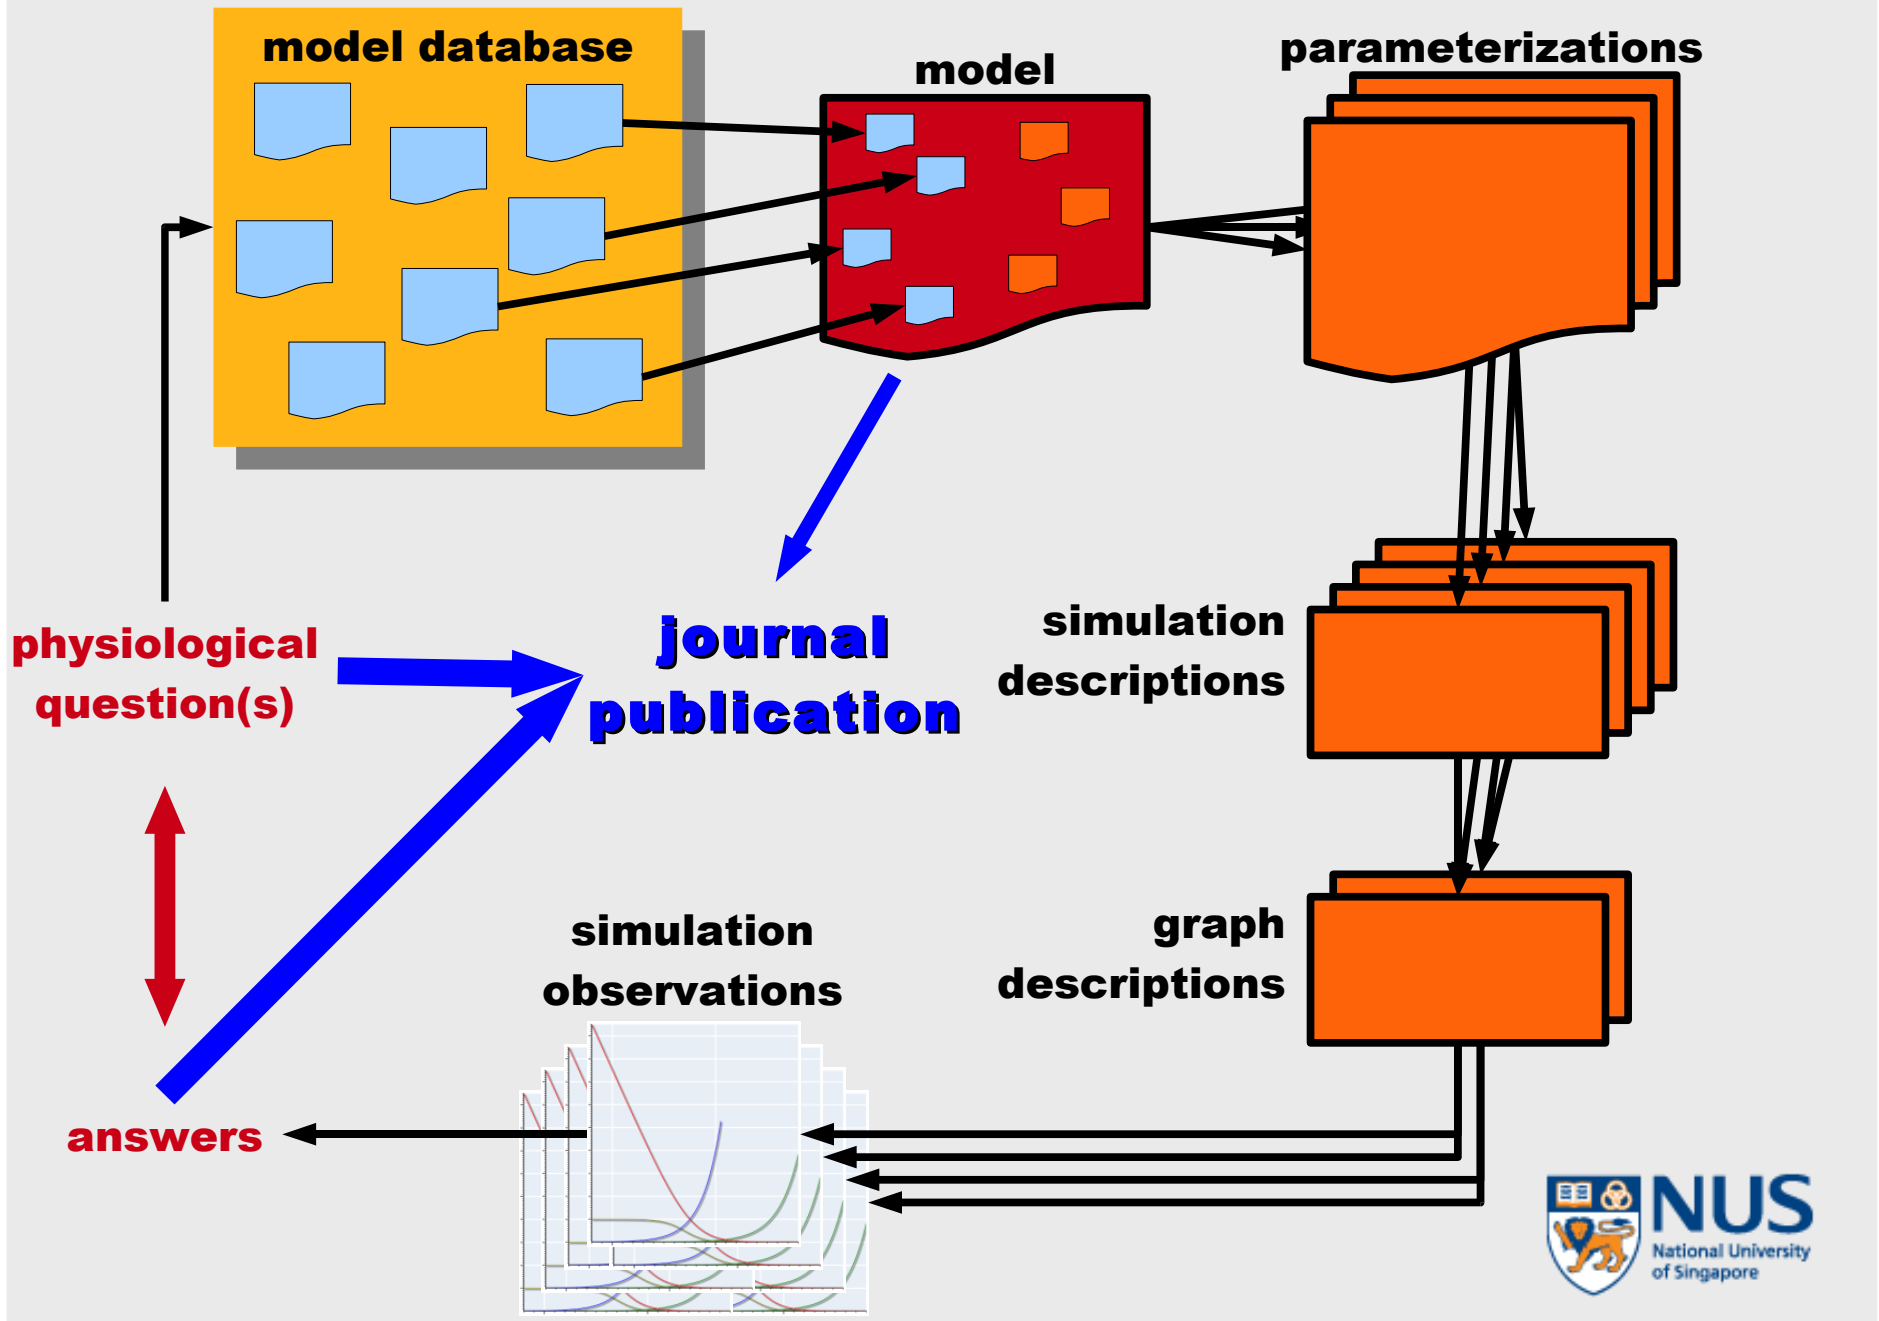 model database
model
parameterizations
physiological
question(s)
journal
publication
simulation
descriptions
simulation
observations
graph
descriptions
answers
NUS
National University
of Singapore